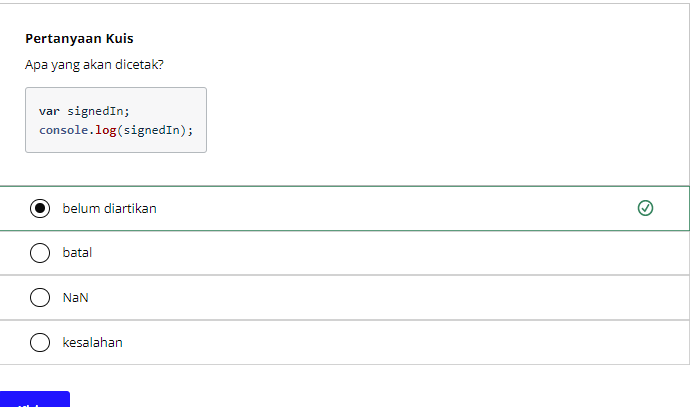 Pertanyaan Kuis
Apa yang akan dicetak?
var signedIn;
console.log(signedIn);
belum diartikan
batal
NaN
kesalahan